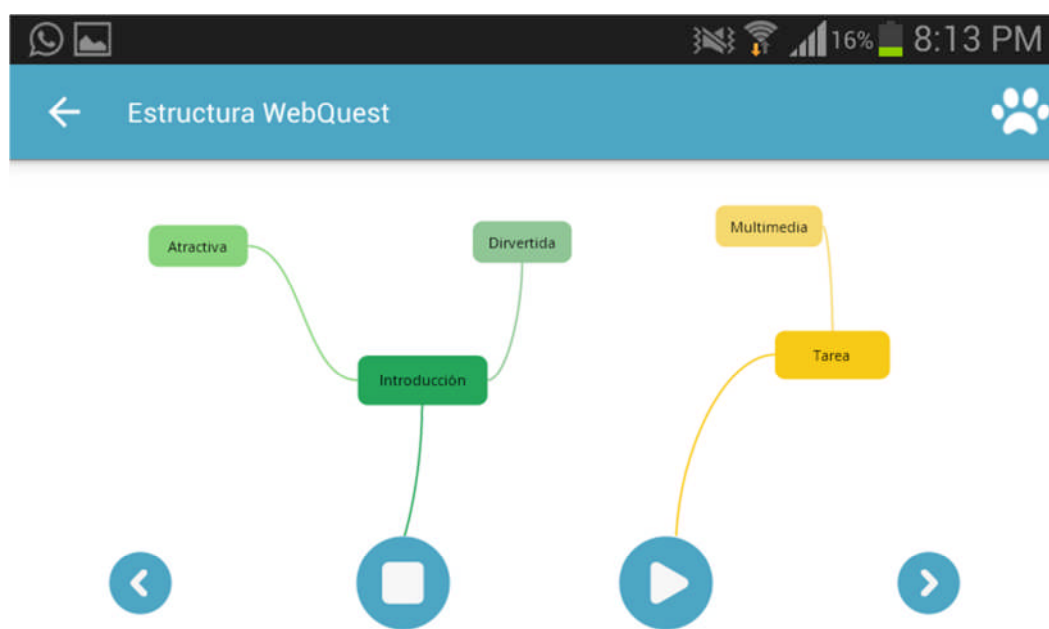 16% 8:13 PM
Estructura WebQuest
Atractiva
Dirvertida
Multimedia
Introducción
Tarea